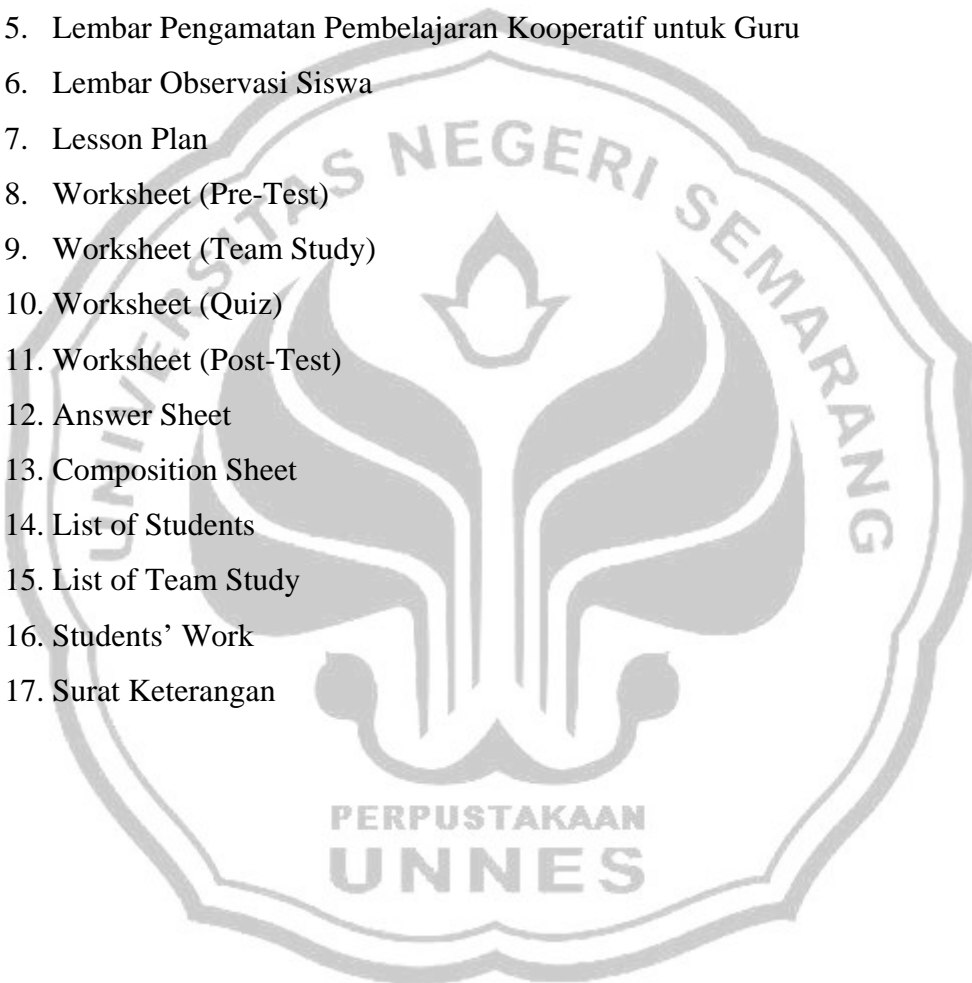 5. Lembar Pengamatan Pembelajaran Kooperatif untuk Guru
6. Lembar Observasi Siswa
7. Lesson Plan
8. Worksheet (Pre-Test)
9. Worksheet (Team Study)
10. Worksheet (Quiz)
11. Worksheet (Post-Test)
12. Answer Sheet
13. Composition Sheet
14. List of Students
15. List of Team Study
16. Students’ Work
17. Surat Keterangan
UNIVERSITAS NEGERI SEMARANG
PERPUSTAKAAN
UNNES